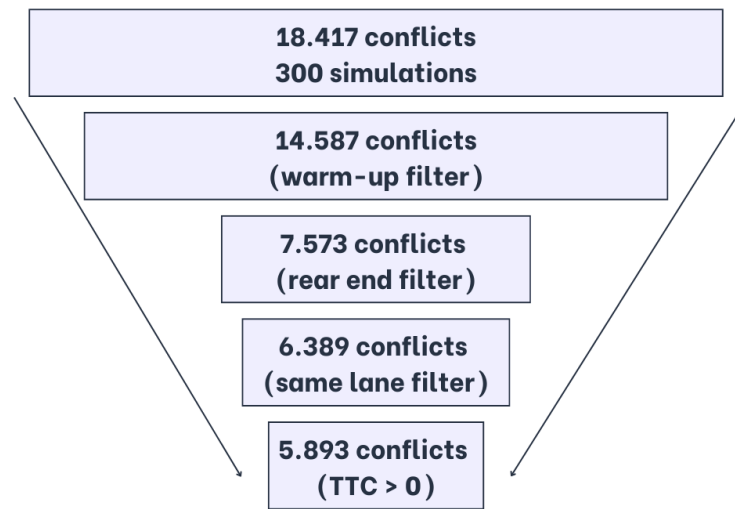 18.417 conflicts
300 simulations
14.587 conflicts
(warm-up filter)
7.573 conflicts
(rear end filter)
6.389 conflicts
(same lane filter)
5.893 conflicts
(TTC > 0)